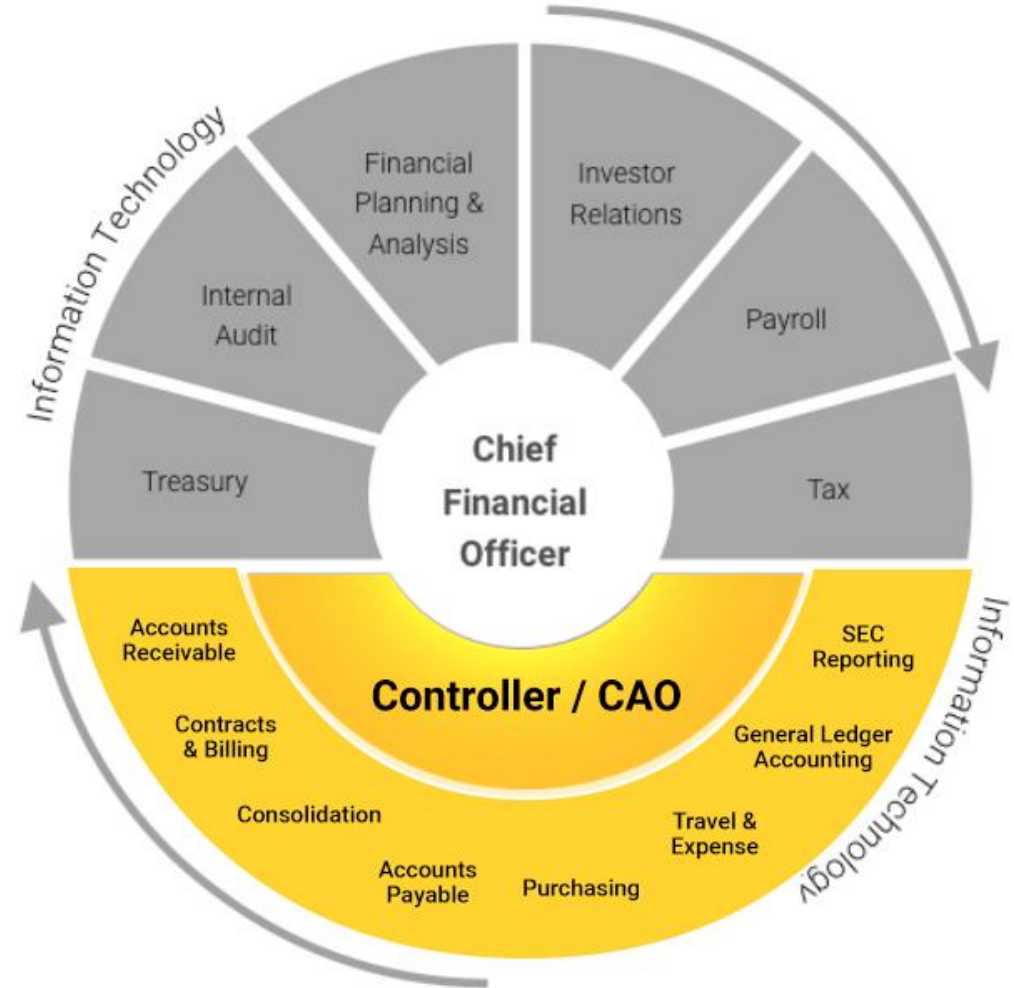 Information Technology
Financial
Planning &
Analysis
Investor
Relations
Internal
Audit
Payroll
Treasury
Tax
Chief
Financial
Officer
Controller / CAO
Accounts
Receivable
Contracts
& Billing
Consolidation
Accounts
Payable
Purchasing
Travel &
Expense
General Ledger
Accounting
SEC
Reporting
Information Technology